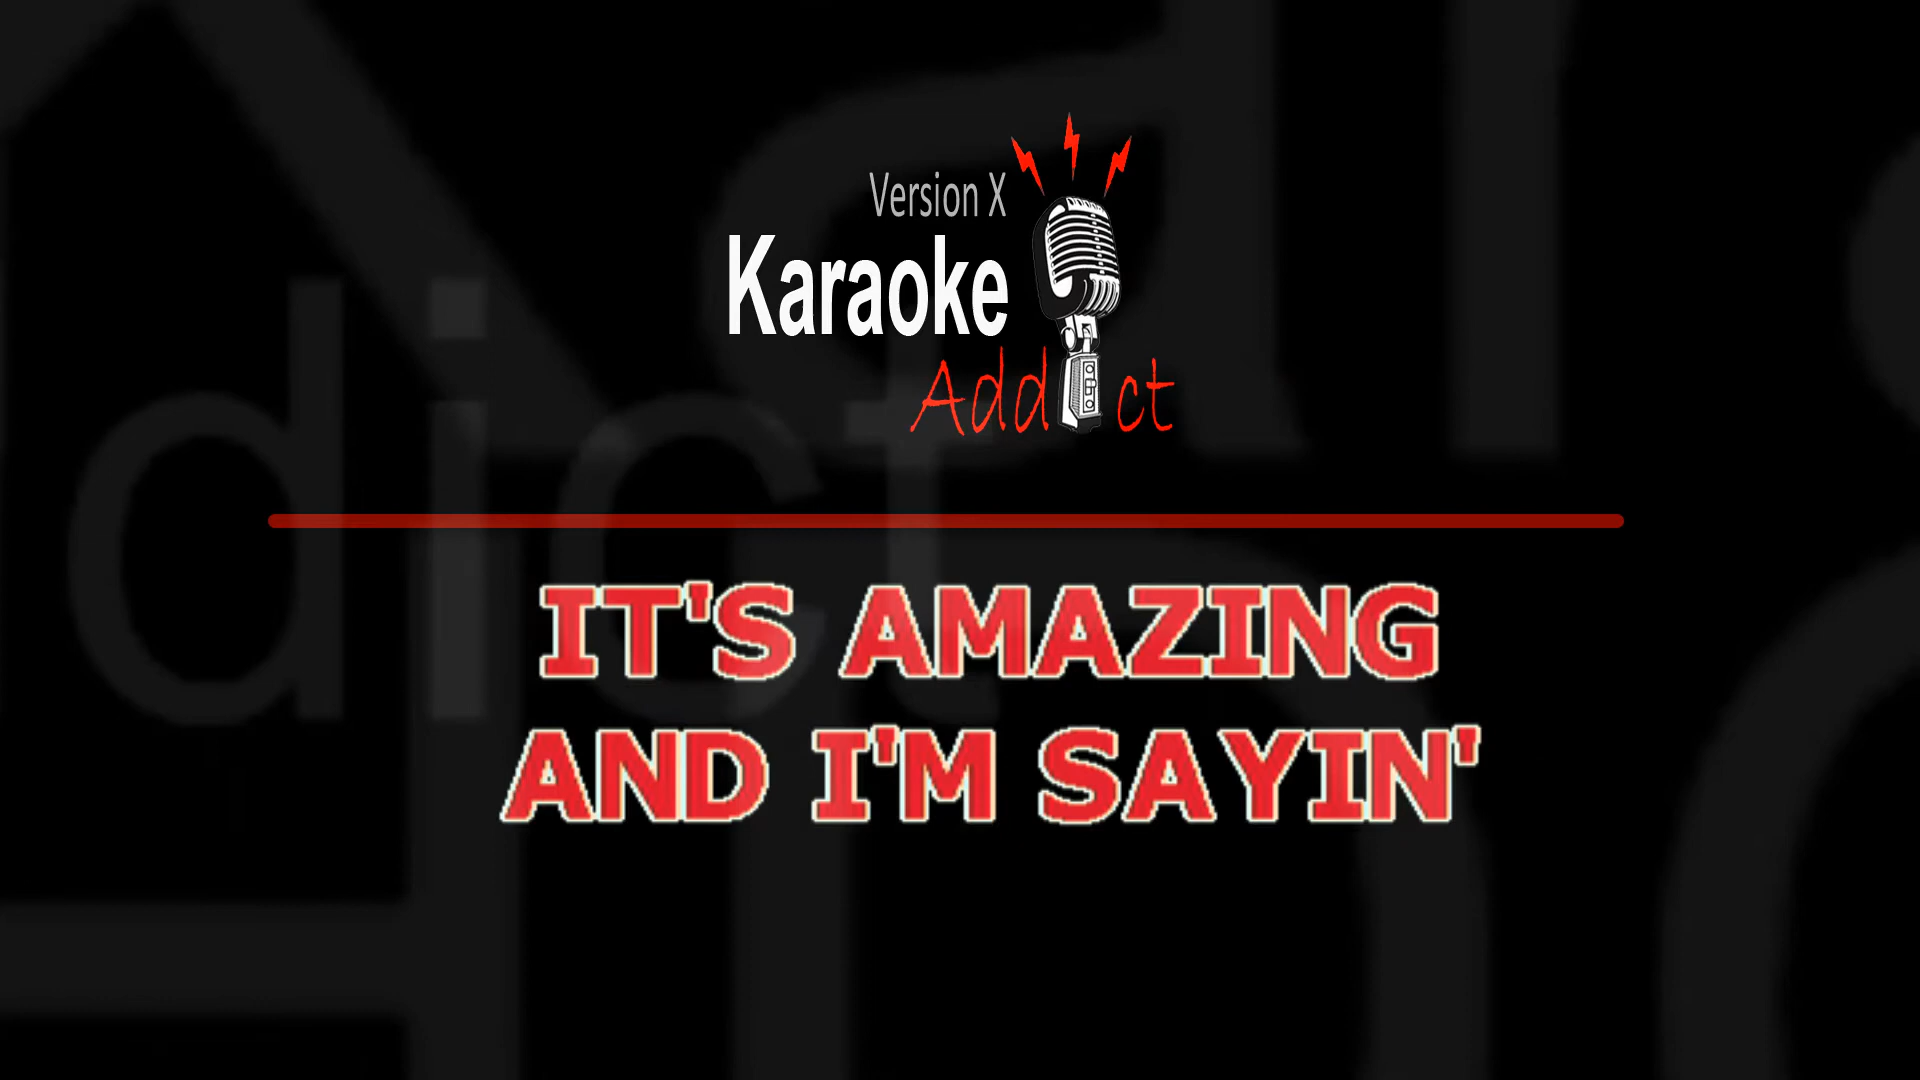 Version X
Karaoke
Addict
IT'S AMAZING
AND I'M SAYIN'